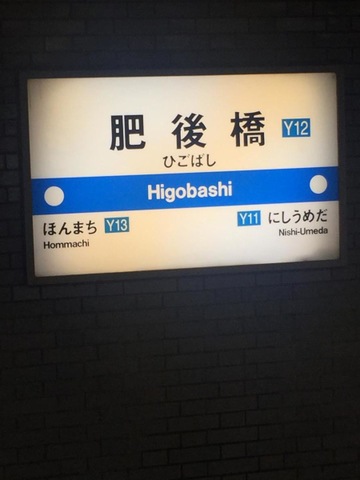 肥後橋 Y12
ひごばし
Higobashi
ほんまち Y13
Hommachi
Y11 にしうめだ
Nishi-Umeda